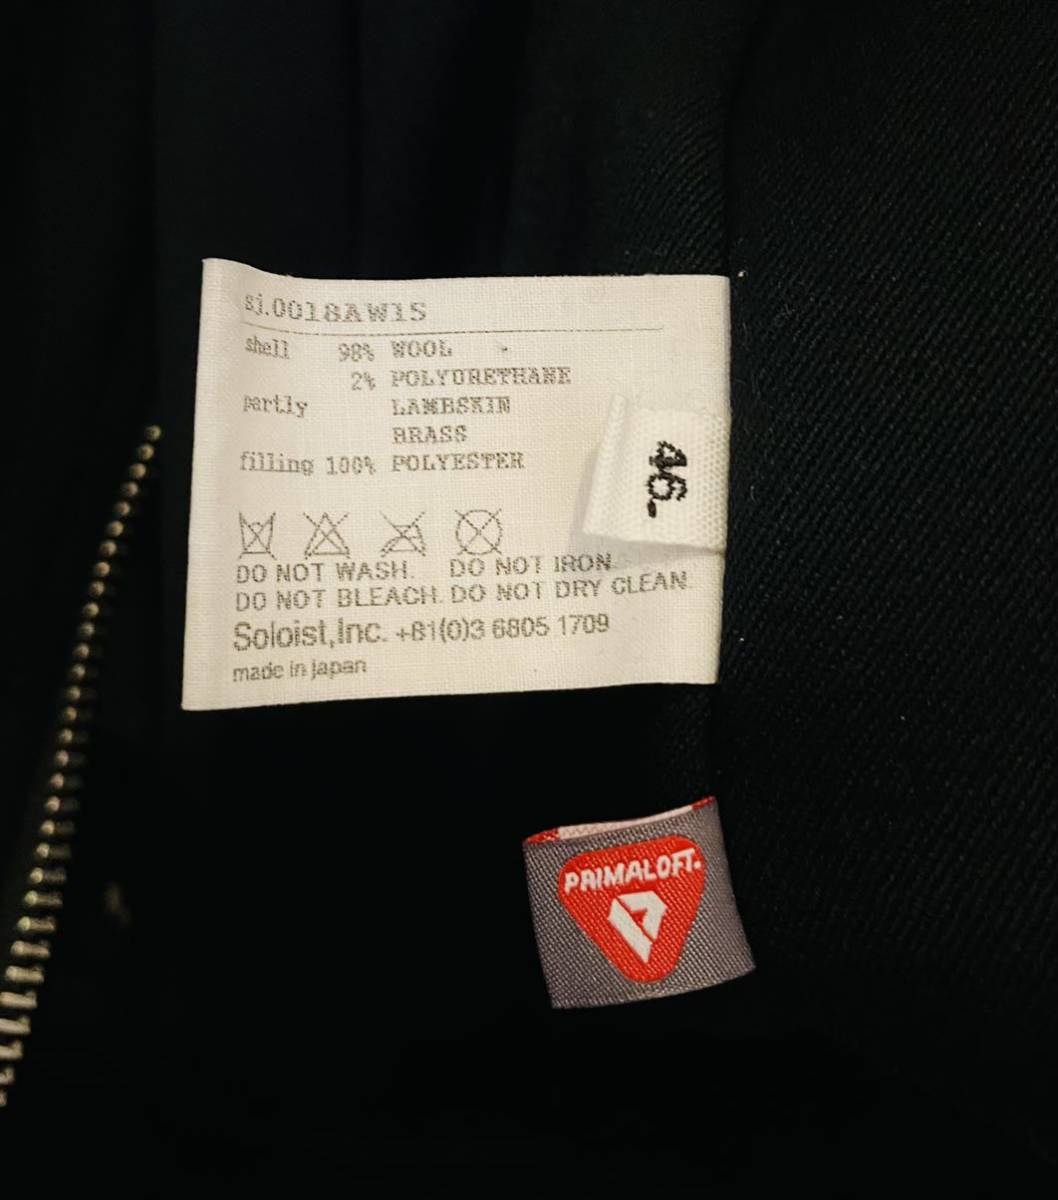 sj.0018AW15
shell 98% WOOL
2% POLYURETHANE
partly LAMBSKIN
BRASS
filling 100% POLYESTER
46.
DO NOT WASH. DO NOT IRON.
DO NOT BLEACH. DO NOT DRY CLEAN.
Soloist,Inc. +81(0)3 6805 1709
made in japan
PRIMALOFT